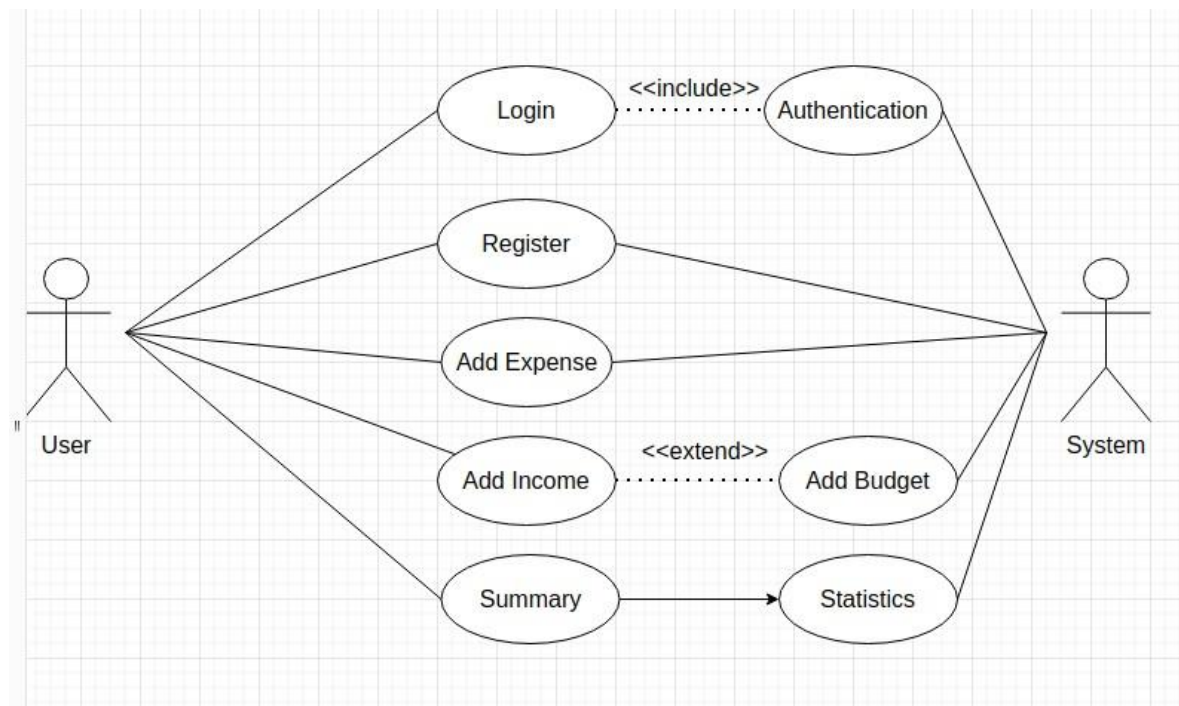 <<include>>
Login
Authentication
Register
Add Expense
User
System
<<extend>>
Add Income
Add Budget
Summary
Statistics